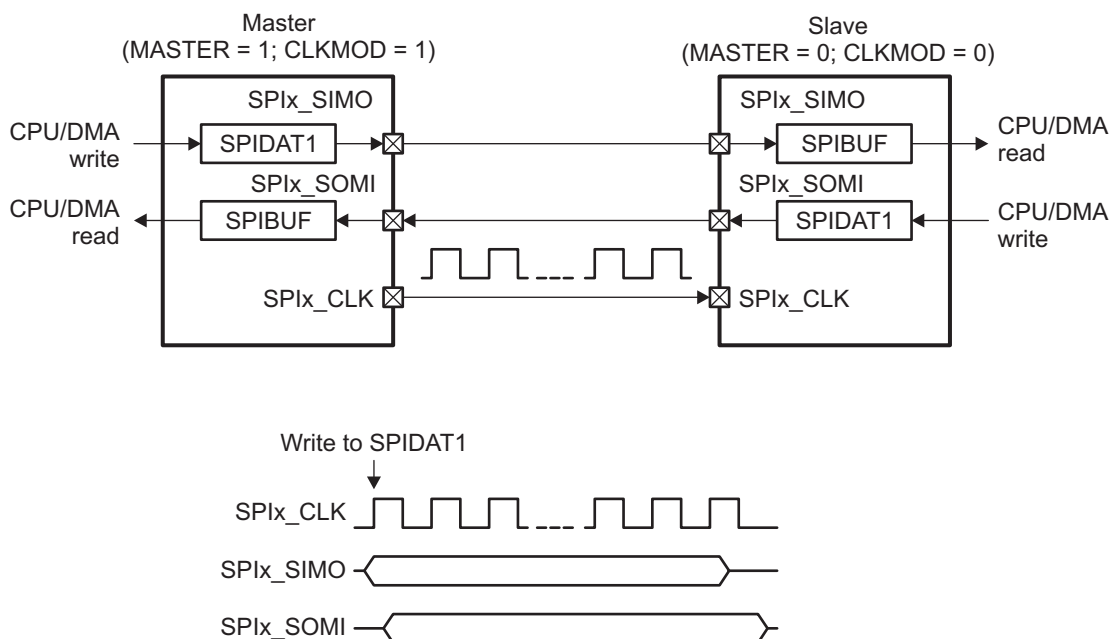 Master
(MASTER = 1; CLKMOD = 1)
Slave
(MASTER = 0; CLKMOD = 0)
SPIx_SIMO
SPIx_SIMO
CPU/DMA
write
SPIDAT1
SPIBUF
CPU/DMA
read
SPIx_SOMI
SPIx_SOMI
CPU/DMA
read
SPIBUF
SPIDAT1
CPU/DMA
write
SPIx_CLK
SPIx_CLK
Write to SPIDAT1
SPIx_CLK
SPIx_SIMO
SPIx_SOMI